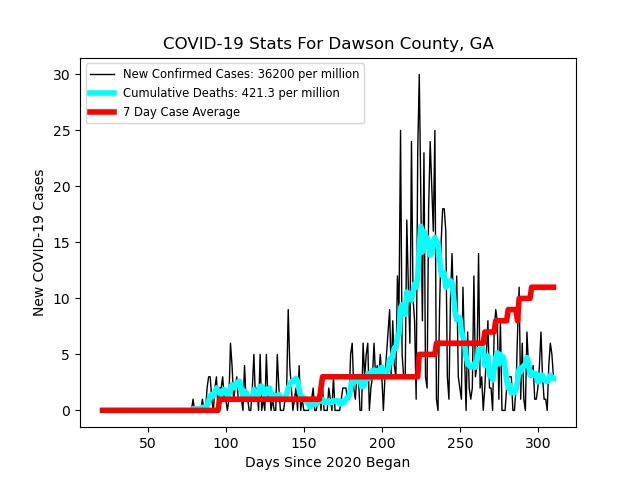 COVID-19 Stats For Dawson County, GA
New Confirmed Cases: 36200 per million
Cumulative Deaths: 421.3 per million
7 Day Case Average
New COVID-19 Cases
30
25
20
15
10
5
0
50 100 150 200 250 300
Days Since 2020 Began